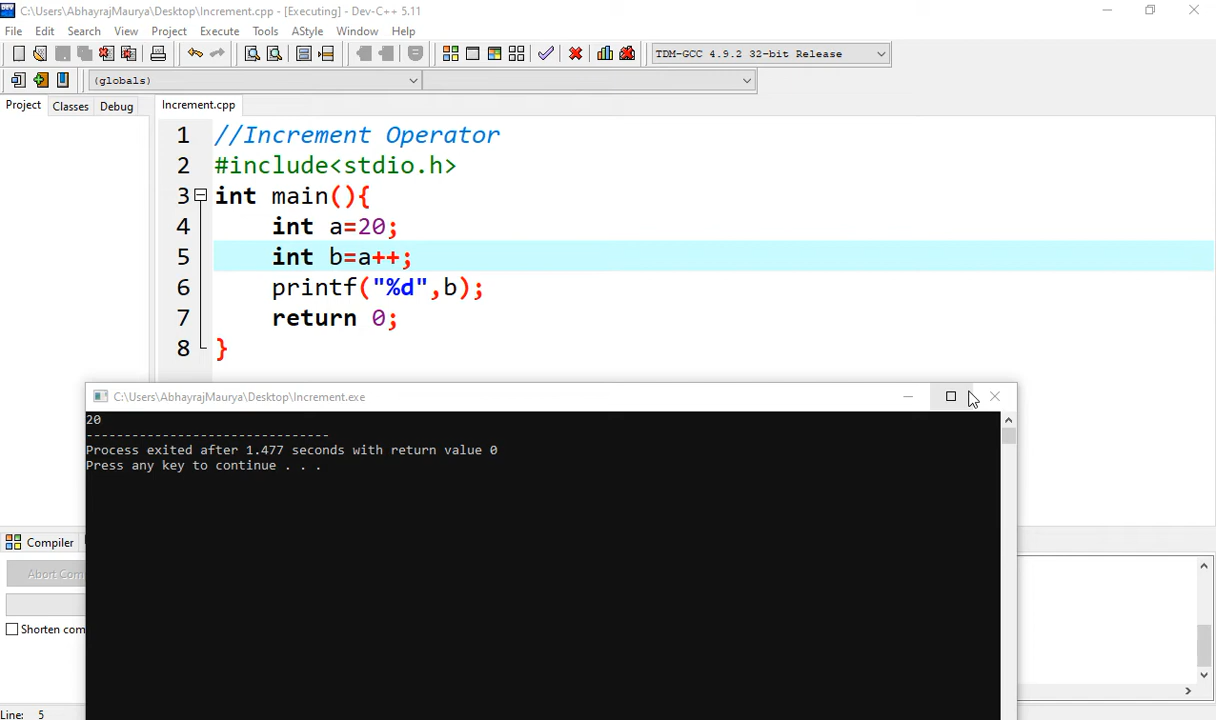 C:\Users\AbhayrajMaurya\Desktop\Increment.cpp - [Executing] - Dev-C++ 5.11
File Edit Search View Project Execute Tools AStyle Window Help
TDM-GCC 4.9.2 32-bit Release
(globals)
Project Classes Debug Increment.cpp
1 //Increment Operator
2 #include<stdio.h>
3 int main(){
4 int a=20;
5 int b=a++;
6 printf("%d",b);
7 return 0;
8 }
C:\Users\AbhayrajMaurya\Desktop\Increment.exe
20
--------------------------------
Process exited after 1.477 seconds with return value 0
Press any key to continue . . .
Compiler
Abort Com
Shorten com
Line: 5